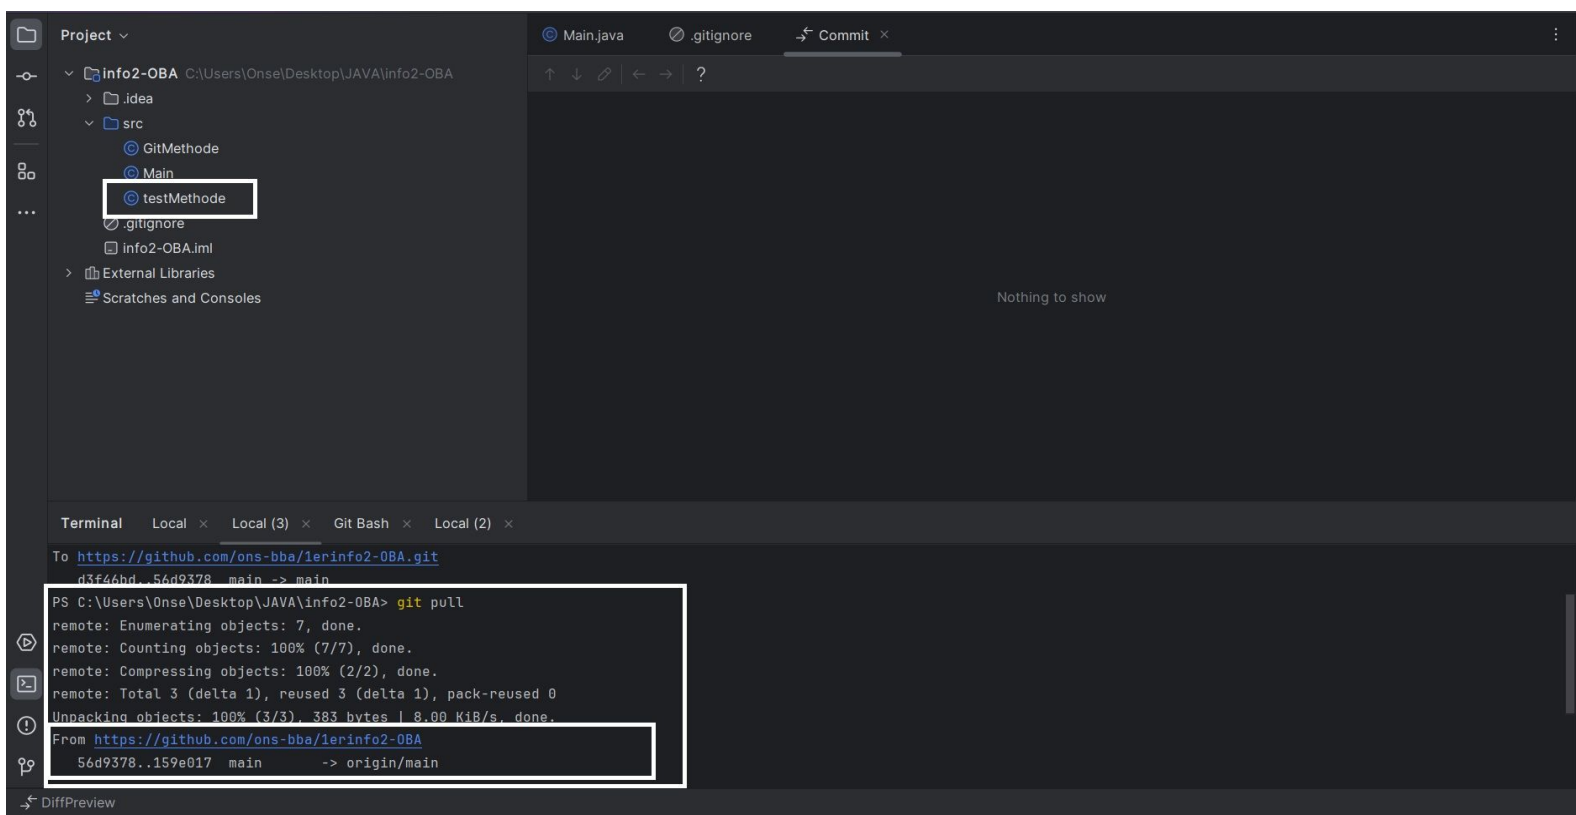 Project
Main.java
.gitignore
Commit
info2-OBA C:\Users\Onse\Desktop\JAVA\info2-OBA
?
.idea
src
GitMethode
Main
testMethode
.gitignore
info2-OBA.iml
External Libraries
Scratches and Consoles
Nothing to show
Terminal Local Local (3) Git Bash Local (2)
To https://github.com/ons-bba/1erinfo2-OBA.git
d3f46bd..56d9378 main -> main
PS C:\Users\Onse\Desktop\JAVA\info2-OBA> git pull
remote: Enumerating objects: 7, done.
remote: Counting objects: 100% (7/7), done.
remote: Compressing objects: 100% (2/2), done.
remote: Total 3 (delta 1), reused 3 (delta 1), pack-reused 0
Unpacking objects: 100% (3/3), 383 bytes | 8.00 KiB/s, done.
From https://github.com/ons-bba/1erinfo2-OBA
56d9378..159e017 main -> origin/main
DiffPreview